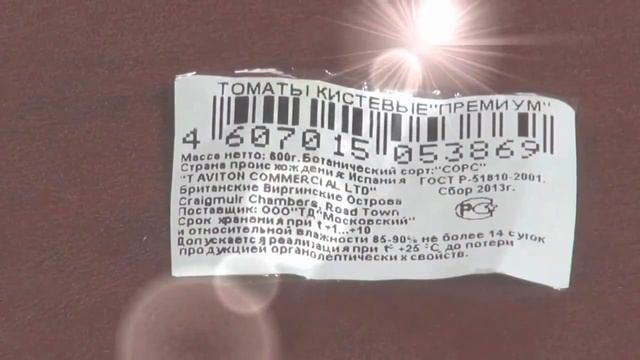 ТОМАТЫ КИСТЕВЫЕ "ПРЕМИУМ"
4 607015 053869
Масса нетто: 600г. Ботанический сорт:"СОРС"
Страна происхождения: Испания ГОСТ Р-51810-2001.
"T AVITON COMMERCIAL LTD" Сбор 2013г.
Британские Виргинские Острова
Craigmuir Chambers, Road Town
Поставщик: ООО"ТД"Московский" РСТ
Срок хранения при t +1...+10
и относительной влажности 85-90% не более 14 суток
Допускается реализация при t° +25 °C до потери
продукцией органолептических свойств.